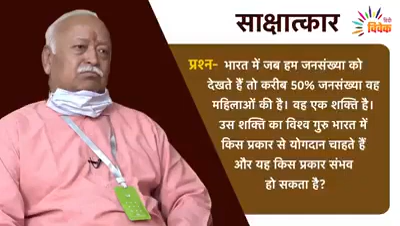 साक्षात्कार
हिंदी
विवेक
प्रश्न- भारत में जब हम जनसंख्या को
देखते हैं तो करीब 50% जनसंख्या वह
महिलाओं की है। वह एक शक्ति है।
उस शक्ति का विश्व गुरु भारत में
किस प्रकार से योगदान चाहते हैं
और यह किस प्रकार संभव
हो सकता है?